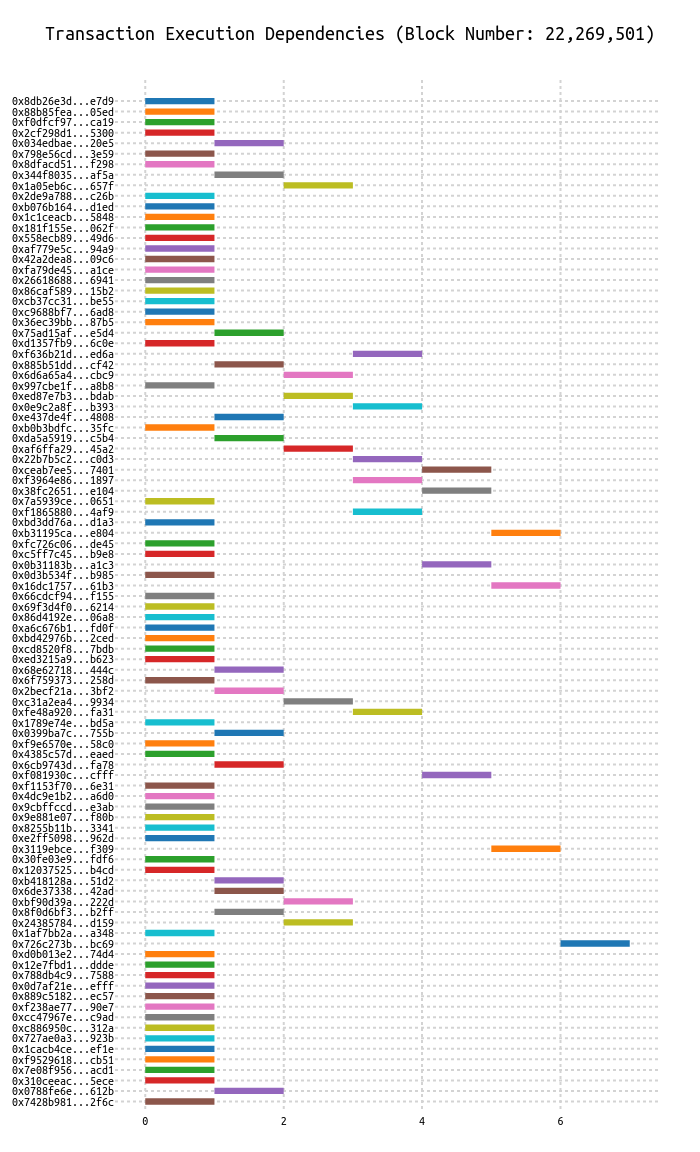 Transaction Execution Dependencies (Block Number: 22,269,501)
0x8db26e3d...e7d9
0x88b85fea...05ed
0xf0dfcf97...ca19
0x2cf298d1...5300
0x034edbae...20e5
0x798e56cd...3e59
0x8dfacd51...f298
0x344f8035...af5a
0x1a05eb6c...657f
0x2de9a788...c26b
0xb076b164...d1ed
0x1c1ceacb...5848
0x181f155e...062f
0x558ecb89...49d6
0xaf779e5c...94a9
0x42a2dea8...09c6
0xfa79de45...a1ce
0x26618688...6941
0x86caf589...15b2
0xcb37cc31...be55
0xc9688bf7...6ad8
0x36ec39bb...87b5
0x75ad15af...e5d4
0xd1357fb9...6c0e
0xf636b21d...ed6a
0x885b51dd...cf42
0x6d6a65a4...cbc9
0x997cbe1f...a8b8
0xed87e7b3...bdab
0x0e9c2a8f...b393
0xe437de4f...4808
0xb0b3bdfc...35fc
0xda5a5919...c5b4
0xaf6ffa29...45a2
0x22b7b5c2...c0d3
0xceab7ee5...7401
0xf3964e86...1897
0x38fc2651...e104
0x7a5939ce...0651
0xf1865880...4af9
0xbd3dd76a...d1a3
0xb31195ca...e804
0xfc726c06...de45
0xc5ff7c45...b9e8
0x0b31183b...a1c3
0x0d3b534f...b985
0x16dc1757...61b3
0x66cdcf94...f155
0x69f3d4f0...6214
0x86d4192e...06a8
0xa6c676b1...fd0f
0xbd42976b...2ced
0xcd8520f8...7bdb
0xed3215a9...b623
0x68e62718...444c
0x6f759373...258d
0x2becf21a...3bf2
0xc31a2ea4...9934
0xfe48a920...fa31
0x1789e74e...bd5a
0x0399ba7c...755b
0xf9e6570e...58c0
0x4385c57d...eaed
0x6cb9743d...fa78
0xf081930c...cfff
0xf1153f70...6e31
0x4dc9e1b2...a6d0
0x9cbffccd...e3ab
0x9e881e07...f80b
0x8255b11b...3341
0xe2ff5098...962d
0x3119ebce...f309
0x30fe03e9...fdf6
0x12037525...b4cd
0xb418128a...51d2
0x6de37338...42ad
0xbf90d39a...222d
0x8f0d6bf3...b2ff
0x24385784...d159
0x1af7bb2a...a348
0x726c273b...bc69
0xd0b013e2...74d4
0x12e7fbd1...ddde
0x788db4c9...7588
0x0d7af21e...efff
0x889c5182...ec57
0xf238ae77...90e7
0xcc47967e...c9ad
0xc886950c...312a
0x727ae0a3...923b
0x1cacb4ce...ef1e
0xf9529618...cb51
0x7e08f956...acd1
0x310ceeac...5ece
0x0788fe6e...612b
0x7428b981...2f6c
0 2 4 6